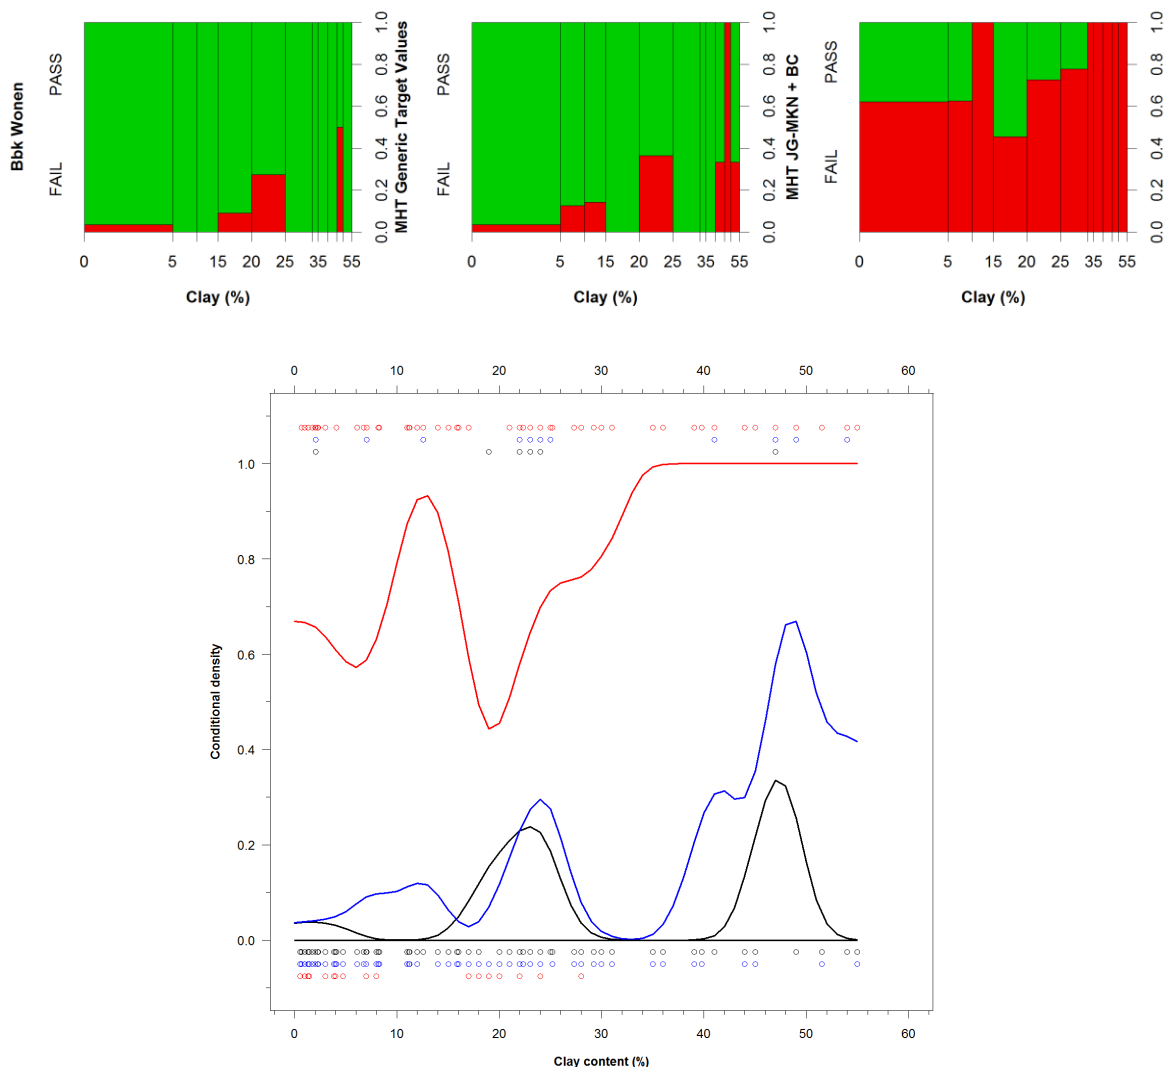 Bbk Wonen
FAIL PASS
0.0 0.2 0.4 0.6 0.8 1.0
0 5 15 20 25 35 55
Clay (%)
MHT Generic Target Values
FAIL PASS
0.0 0.2 0.4 0.6 0.8 1.0
0 5 15 20 25 35 55
Clay (%)
MHT JG-MKN + BC
FAIL PASS
0.0 0.2 0.4 0.6 0.8 1.0
0 5 15 20 25 35 55
Clay (%)
0 10 20 30 40 50 60
Conditional density
1.0
0.8
0.6
0.4
0.2
0.0
0 10 20 30 40 50 60
Clay content (%)